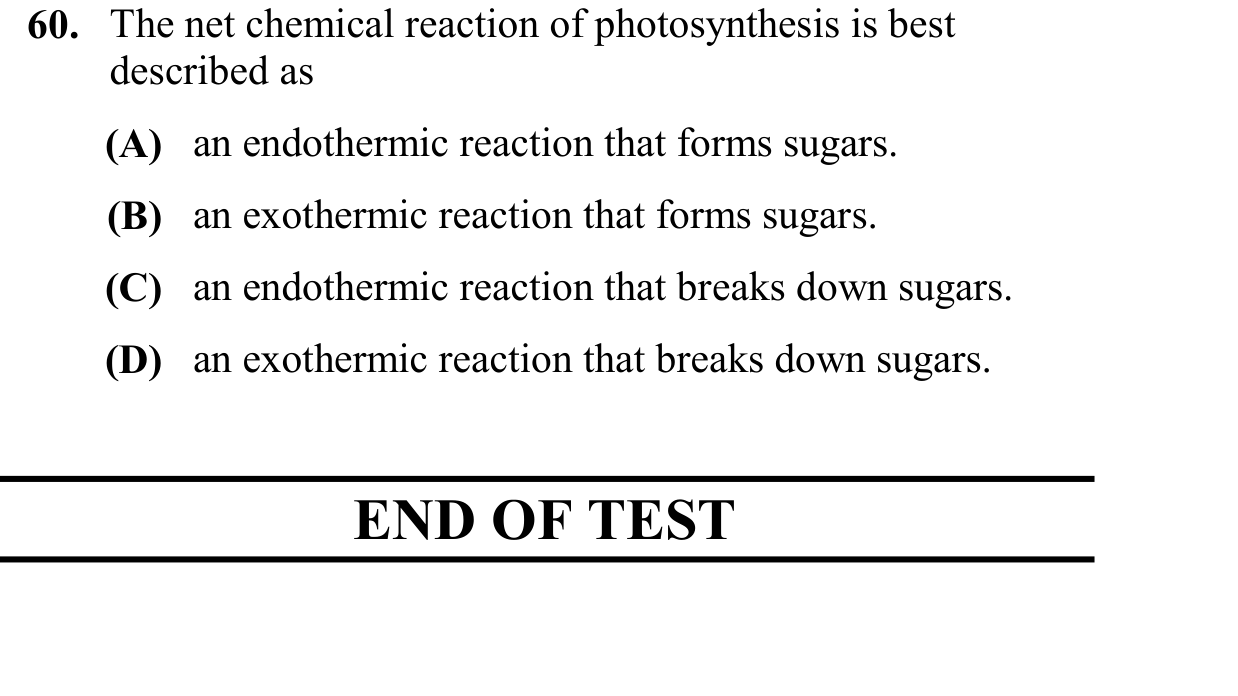 60. The net chemical reaction of photosynthesis is best
described as
(A) an endothermic reaction that forms sugars.
(B) an exothermic reaction that forms sugars.
(C) an endothermic reaction that breaks down sugars.
(D) an exothermic reaction that breaks down sugars.
END OF TEST